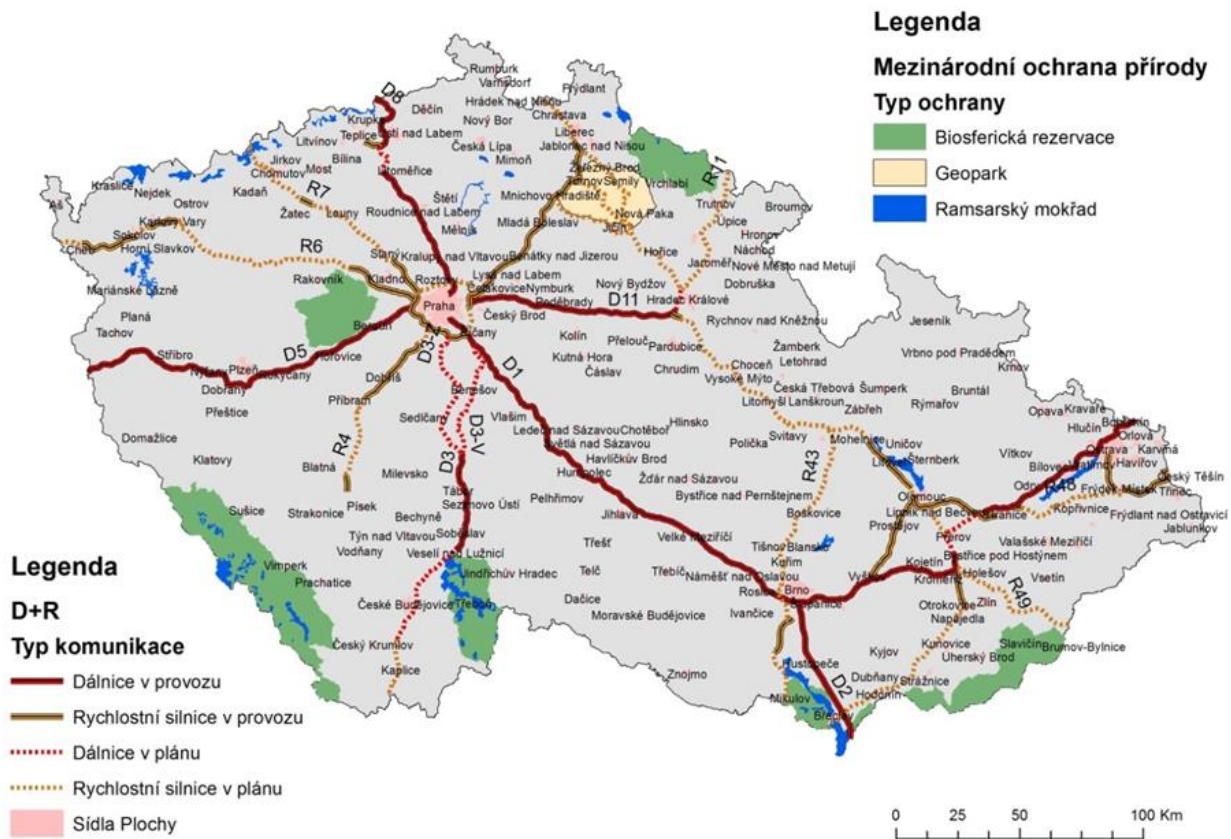 Legenda
Mezinárodní ochrana přírody
Typ ochrany
Biosferická rezervace
Geopark
Ramsarský mokřad
Rumburk
Varnsdorf
Frýdlant
Hrádek nad Nisou
Chrastava
D8
Děčín
Krupka
Ústí nad Labem
Nový Bor
Liberec
Teplice
Litvínov
Česká Lípa
Jablonec nad Nisou
Jirkov
Bílina
Mimoň
Železný Brod
R11
Chomutov
Most
Litoměřice
Semily
Vrchlabí
Kraslice
Nejdek
Kadaň
R7
Štětí
Mnichovo Hradiště
Trutnov
Aš
Ostrov
Žatec
Louny
Roudnice nad Labem
Nová Paka
Úpice
Broumov
Karlovy Vary
Mělník
Mladá Boleslav
Jičín
Hronov
Sokolov
R6
Slaný
Kralupy nad Vltavou
Benátky nad Jizerou
Hořice
Náchod
Cheb
Horní Slavkov
Jaroměř
Nové Město nad Metují
Rakovník
Kladno
Roztoky
Lysá nad Labem
Nový Bydžov
Dobruška
Mariánské Lázně
Čelákovice
Nymburk
D11
Hradec Králové
Planá
Praha
Poděbrady
Český Brod
Rychnov nad Kněžnou
Jeseník
Tachov
Beroun
Říčany
Kolín
Přelouč
Pardubice
Žamberk
Stříbro
D5
Hořovice
D1
Kutná Hora
Choceň
Letohrad
Vrbno pod Pradědem
Plzeň
Rokycany
Čáslav
Chrudim
Vysoké Mýto
Krnov
Nýřany
Dobřany
Dobříš
Benešov
Česká Třebová
Šumperk
Bruntál
Přeštice
Příbram
Sedlčany
Vlašim
Litomyšl
Lanškroun
Zábřeh
Rýmařov
Opava
Kravaře
D3-V
Ledeč nad Sázavou
Chotěboř
Hlinsko
Hlučín
Bohumín
Domažlice
R4
Světlá nad Sázavou
Polička
Svitavy
Mohelnice
Uničov
Orlová
Klatovy
D3
Havlíčkův Brod
R43
Litovel
Šternberk
Vítkov
Ostrava
Karviná
Blatná
Milevsko
Humpolec
Bílovec
Havířov
Tábor
Žďár nad Sázavou
Odry
R48
Český Těšín
Sušice
Písek
Sezimovo Ústí
Pelhřimov
Bystřice nad Pernštejnem
Olomouc
Frýdek-Místek
Třinec
Strakonice
Bechyně
Jihlava
Boskovice
Lipník nad Bečvou
Hranice
Kopřivnice
Frýdlant nad Ostravicí
Týn nad Vltavou
Soběslav
Prostějov
Jablunkov
Vodňany
Třešť
Velké Meziříčí
Přerov
Valašské Meziříčí
Veselí nad Lužnicí
Tišnov
Blansko
Kojetín
Bystřice pod Hostýnem
Vimperk
Jindřichův Hradec
Telč
Třebíč
Kuřim
Vyškov
Holešov
Vsetín
Prachatice
Náměšť nad Oslavou
Kroměříž
České Budějovice
Třeboň
Dačice
Rosice
Brno
Šlapanice
Otrokovice
Zlín
R49
Moravské Budějovice
Ivančice
Napajedla
Český Krumlov
Kyjov
Kunovice
Slavičín
Brumov-Bylnice
Kaplice
Znojmo
Hustopeče
Uherský Brod
D2
Dubňany
Strážnice
Mikulov
Hodonín
Břeclav
Legenda
D+R
Typ komunikace
Dálnice v provozu
Rychlostní silnice v provozu
Dálnice v plánu
Rychlostní silnice v plánu
Sídla Plochy
0 25 50 100 Km